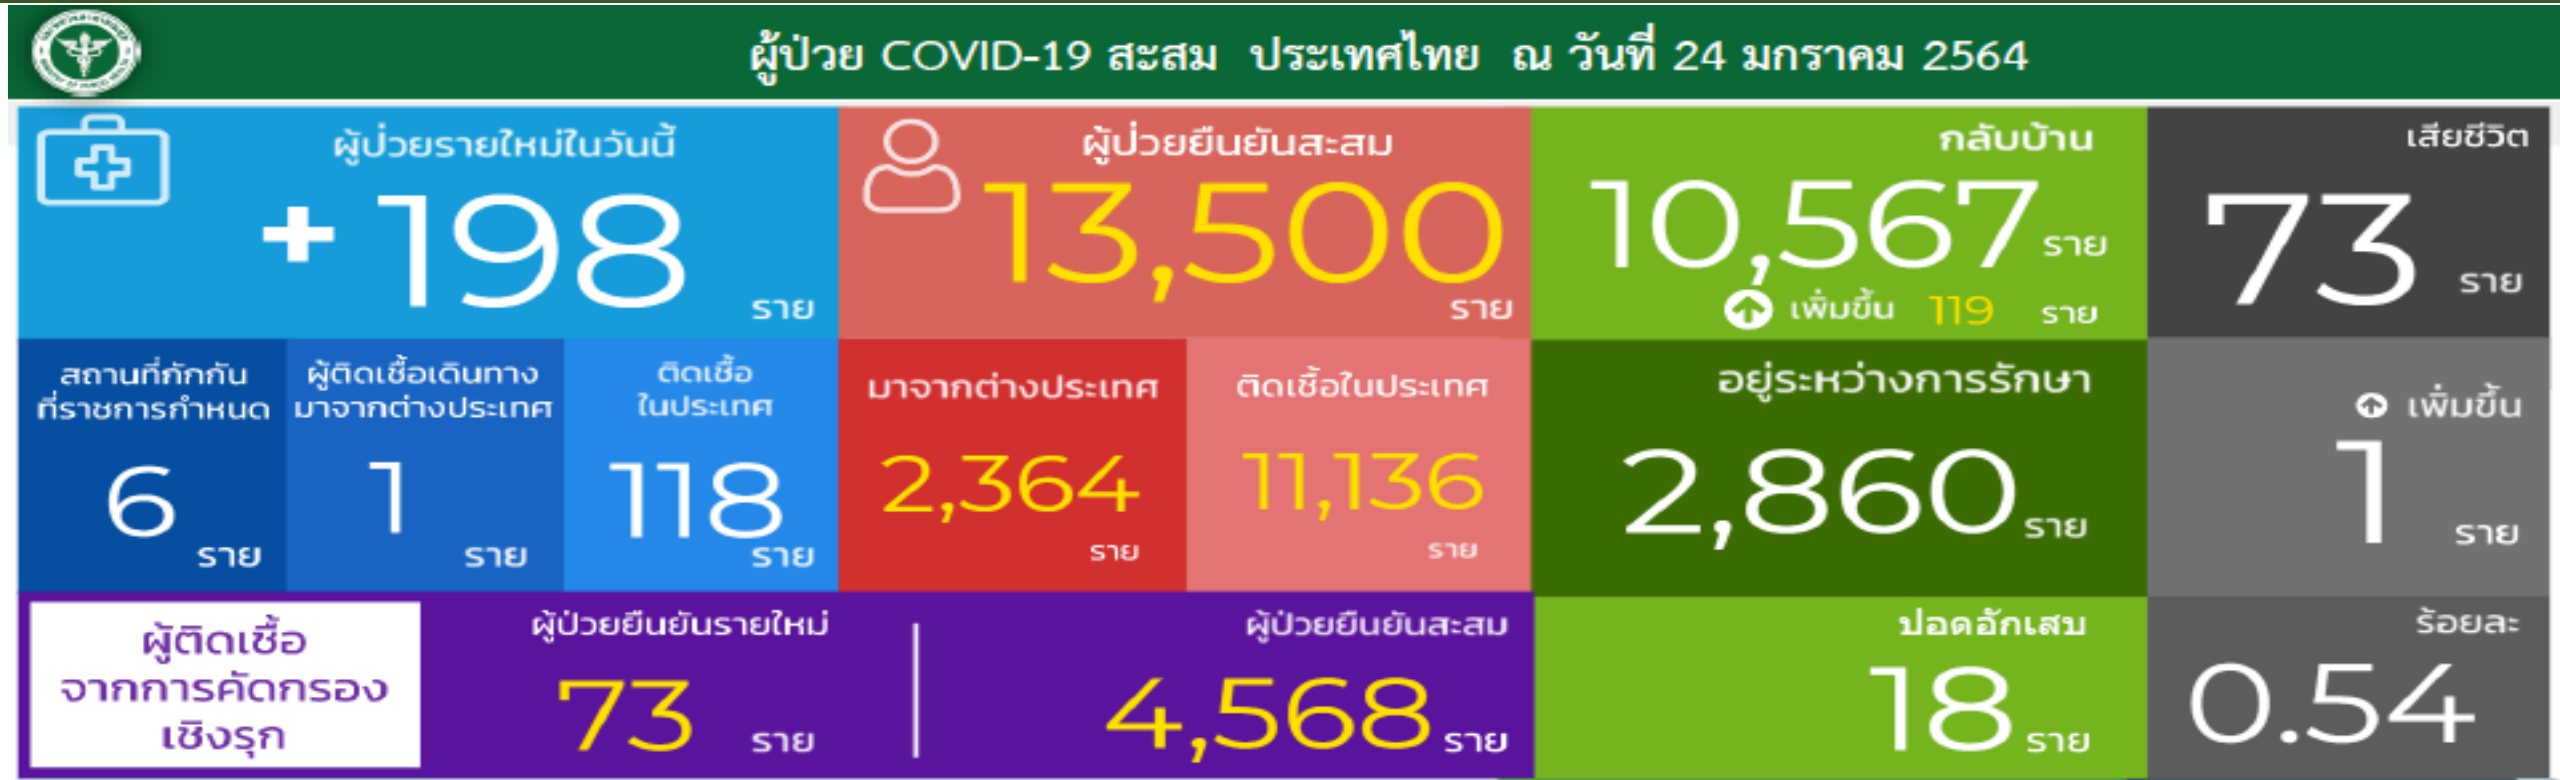 ผู้ป่วย COVID-19 สะสม ประเทศไทย ณ วันที่ 24 มกราคม 2564
ผู้ป่วยรายใหม่ในวันนี้
+198
ราย
ผู้ป่วยยืนยันสะสม
13,500
ราย
กลับบ้าน
10,567 ราย
เพิ่มขึ้น 119 ราย
เสียชีวิต
73 ราย
สถานที่กักกัน
ที่ราชการกำหนด
6
ราย
ผู้ติดเชื้อเดินทาง
มาจากต่างประเทศ
1
ราย
ติดเชื้อ
ในประเทศ
118
ราย
มาจากต่างประเทศ
2,364
ราย
ติดเชื้อในประเทศ
11,136
ราย
อยู่ระหว่างการรักษา
2,860 ราย
เพิ่มขึ้น
1
ราย
ผู้ติดเชื้อ
จากการคัดกรอง
เชิงรุก
ผู้ป่วยยืนยันรายใหม่
73 ราย
ผู้ป่วยยืนยันสะสม
4,568 ราย
ปอดอักเสบ
18 ราย
ร้อยละ
0.54